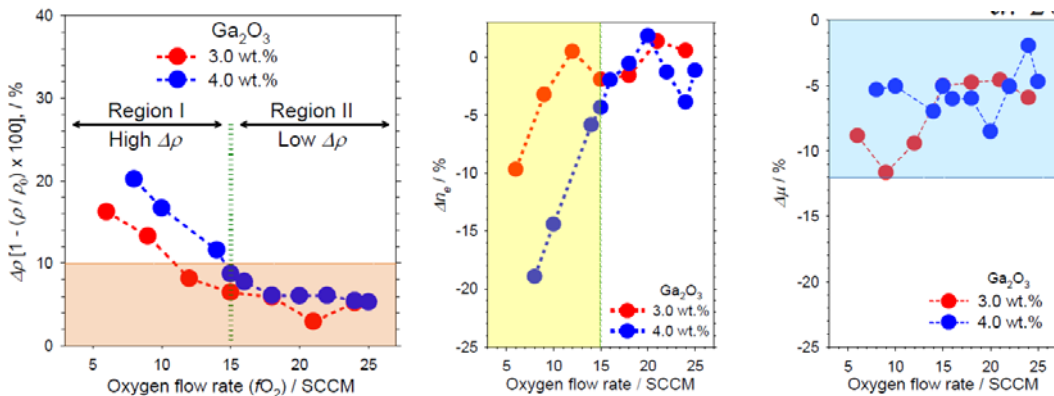 Ga₂O₃
3.0 wt.%
4.0 wt.%
Region I
Region II
High Δρ
Low Δρ
Δρ [1 - (ρ / ρ₀) x 100], / %
40
30
20
10
0
5
10
15
20
25
Oxygen flow rate (fO₂) / SCCM
Δnₑ / %
0
-5
-10
-15
-20
-25
Ga₂O₃
3.0 wt.%
4.0 wt.%
5
10
15
20
25
Oxygen flow rate / SCCM
Δμ / %
0
-5
-10
-15
-20
-25
Ga₂O₃
3.0 wt.%
4.0 wt.%
5
10
15
20
25
Oxygen flow rate / SCCM